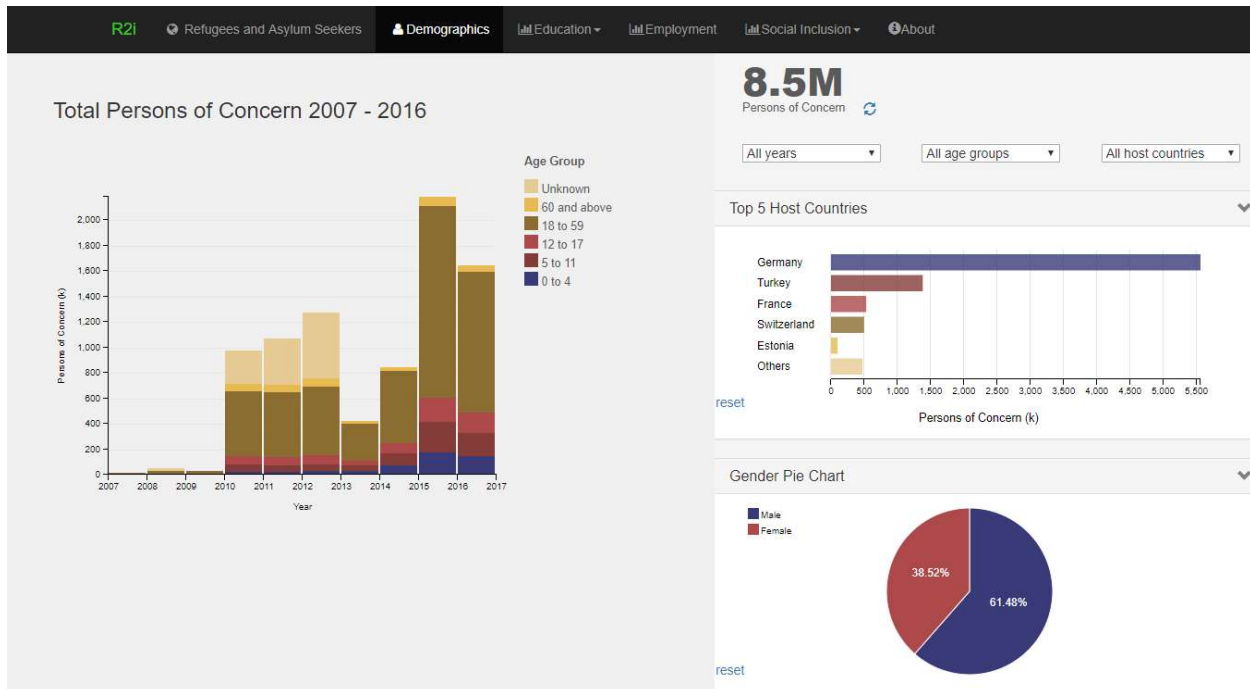 R2i Refugees and Asylum Seekers Demographics Education Employment Social Inclusion About
Total Persons of Concern 2007 - 2016
Age Group
Unknown
60 and above
18 to 59
12 to 17
5 to 11
0 to 4
2,000
1,800
1,600
1,400
1,200
1,000
800
600
400
200
0
Persons of Concern (k)
2007 2008 2009 2010 2011 2012 2013 2014 2015 2016 2017
Year
8.5M
Persons of Concern
All years All age groups All host countries
Top 5 Host Countries
Germany
Turkey
France
Switzerland
Estonia
Others
0 500 1,000 1,500 2,000 2,500 3,000 3,500 4,000 4,500 5,000 5,500
reset
Persons of Concern (k)
Gender Pie Chart
Male
Female
38.52%
61.48%
reset